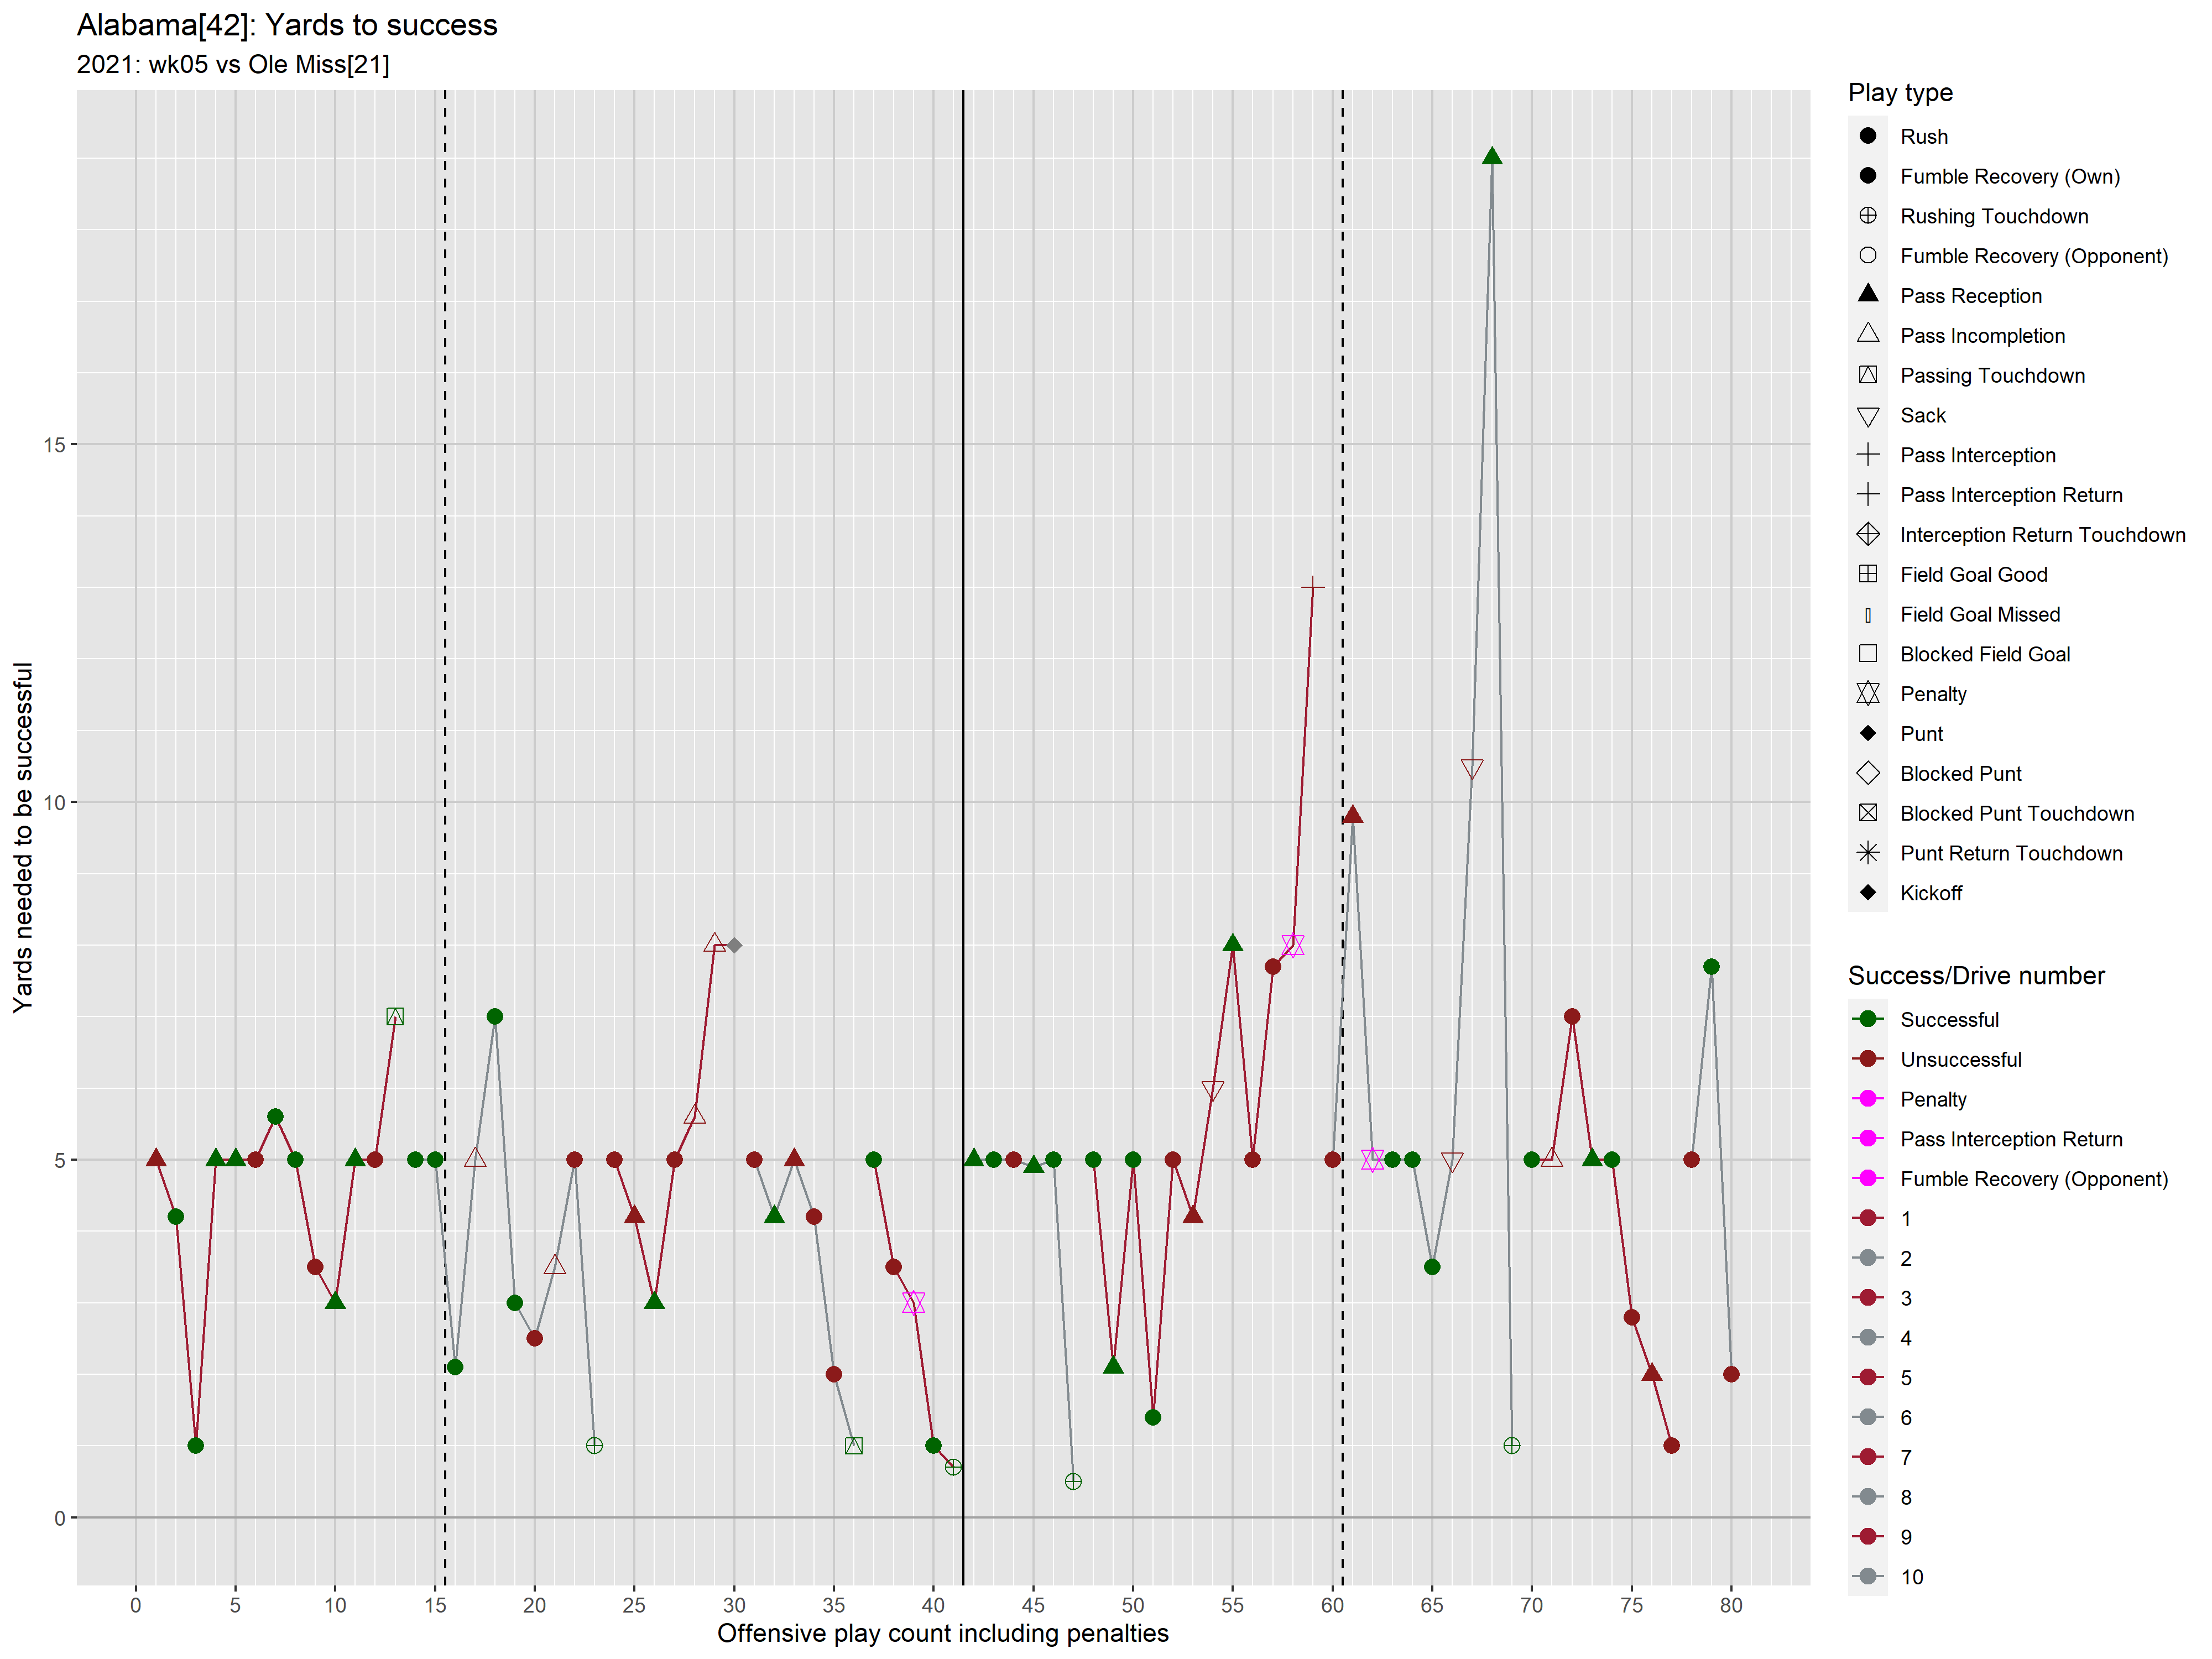 Alabama[42]: Yards to success
2021: wk05 vs Ole Miss[21]
Yards needed to be successful
15
10
5
0
0 5 10 15 20 25 30 35 40 45 50 55 60 65 70 75 80
Offensive play count including penalties
Play type
Rush
Fumble Recovery (Own)
Rushing Touchdown
Fumble Recovery (Opponent)
Pass Reception
Pass Incompletion
Passing Touchdown
Sack
Pass Interception
Pass Interception Return
Interception Return Touchdown
Field Goal Good
Field Goal Missed
Blocked Field Goal
Penalty
Punt
Blocked Punt
Blocked Punt Touchdown
Punt Return Touchdown
Kickoff
Success/Drive number
Successful
Unsuccessful
Penalty
Pass Interception Return
Fumble Recovery (Opponent)
1
2
3
4
5
6
7
8
9
10